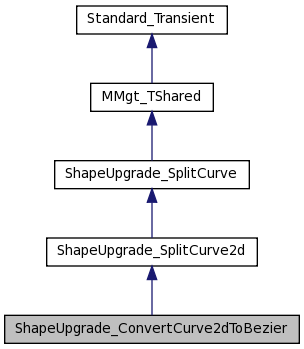 Standard_Transient
MMgt_TShared
ShapeUpgrade_SplitCurve
ShapeUpgrade_SplitCurve2d
ShapeUpgrade_ConvertCurve2dToBezier